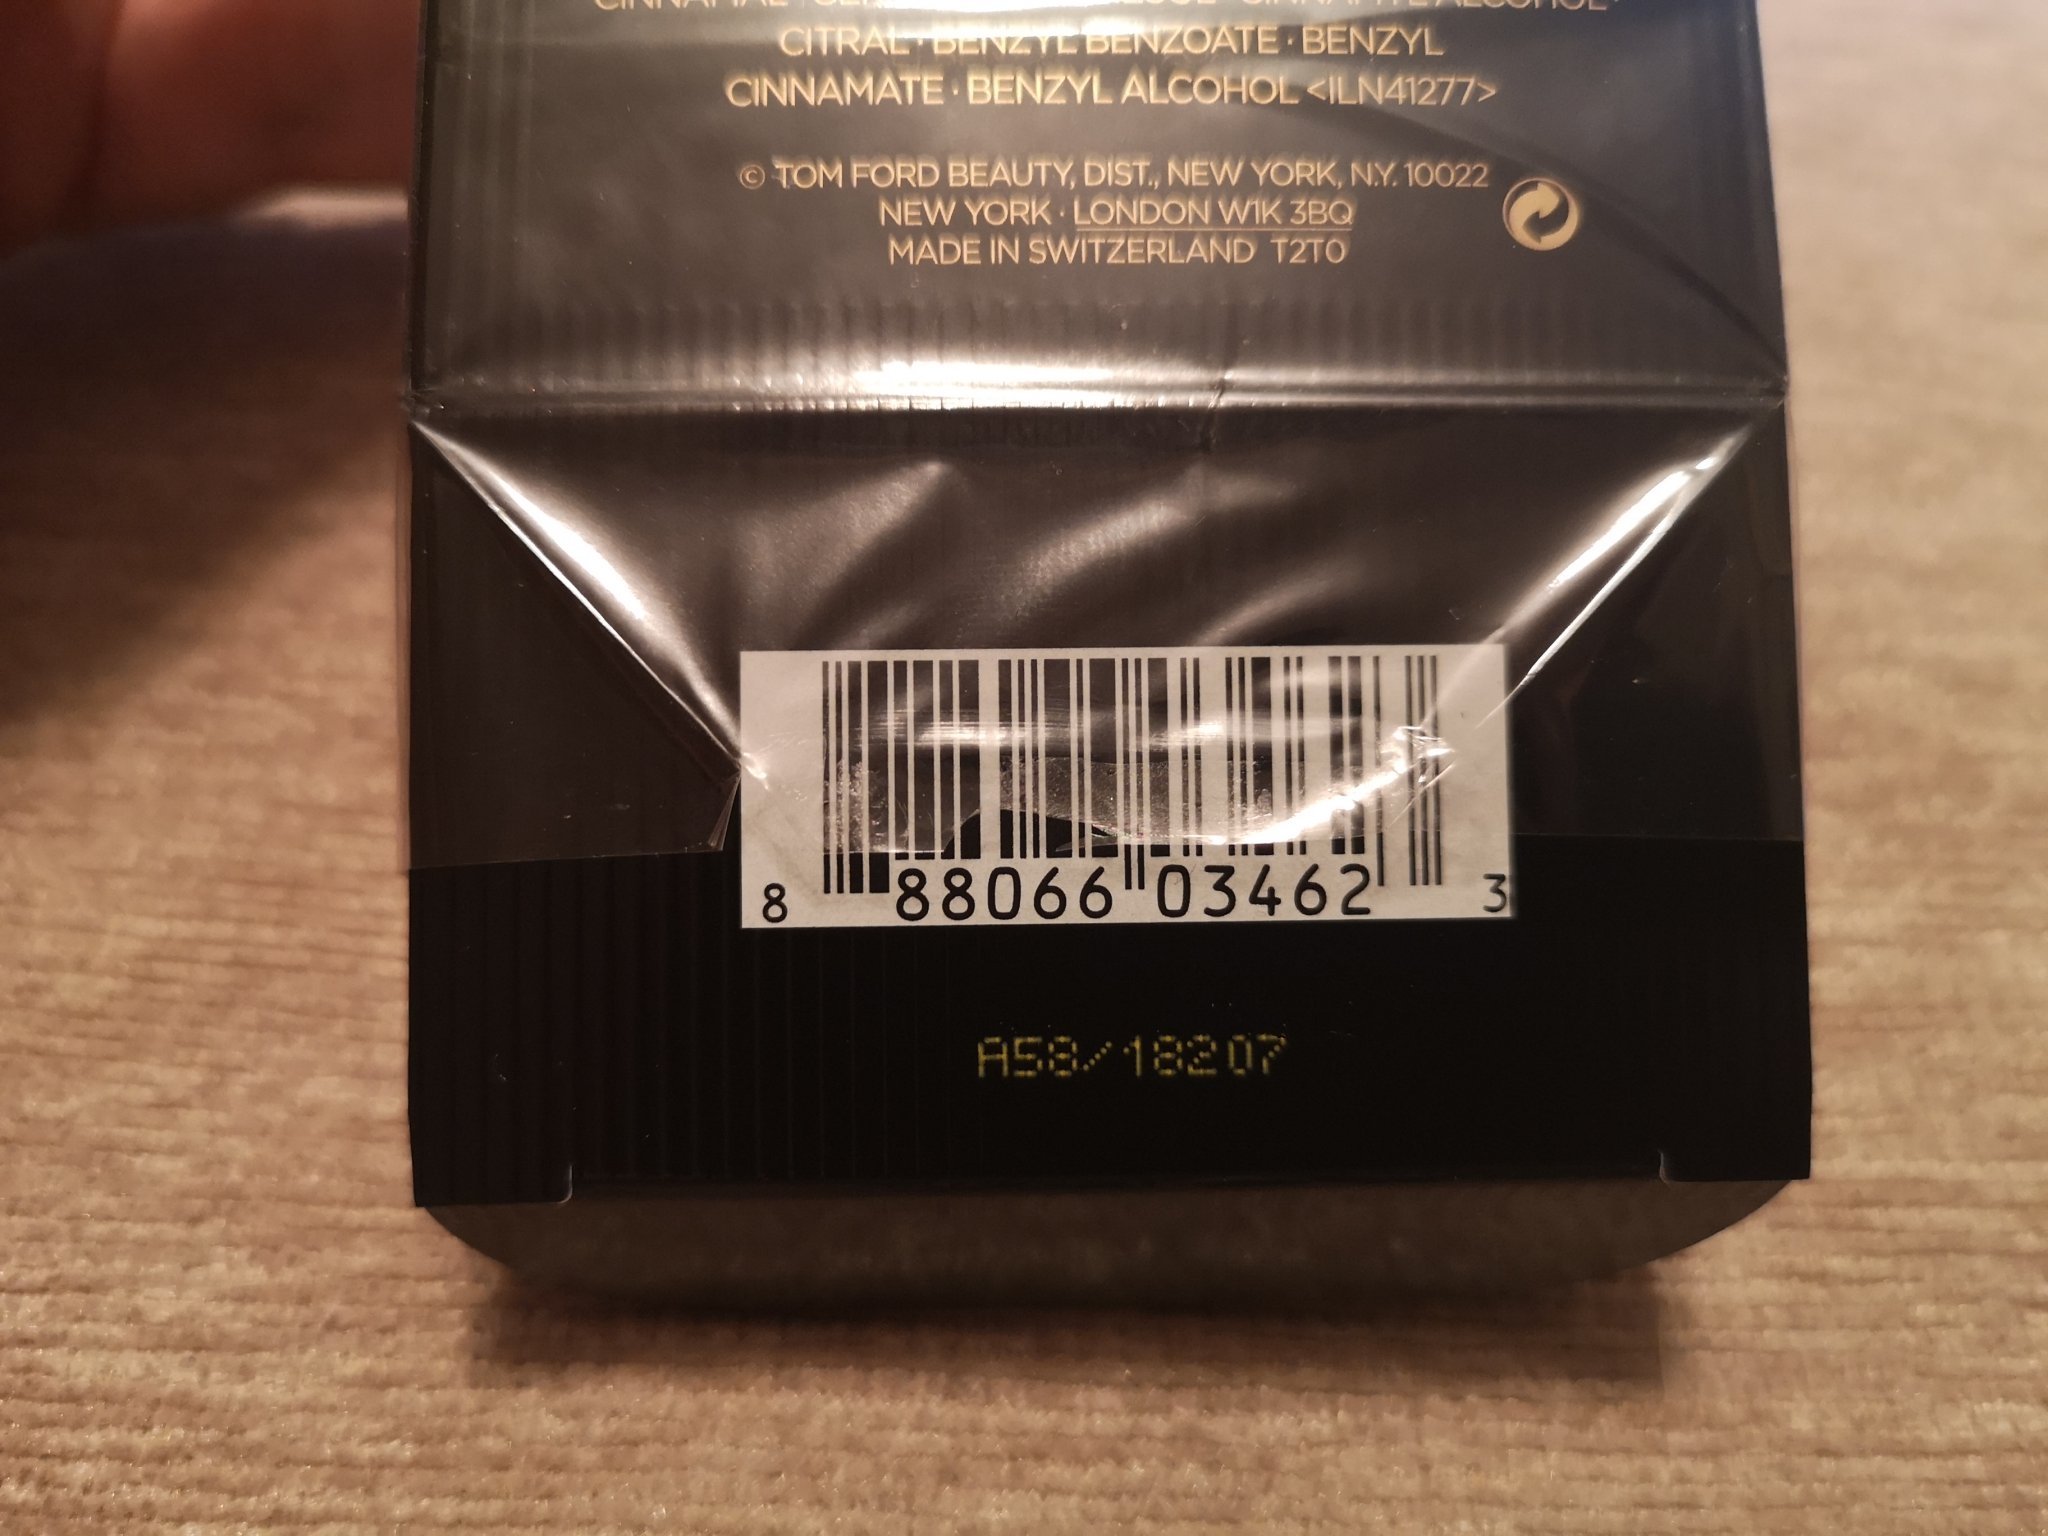 CITRAL · BENZYL BENZOATE · BENZYL
CINNAMATE · BENZYL ALCOHOL <ILN41277>
© TOM FORD BEAUTY, DIST., NEW YORK, N.Y. 10022
NEW YORK · LONDON W1K 3BQ
MADE IN SWITZERLAND T2T0
8 88066 03462 3
A58/18207